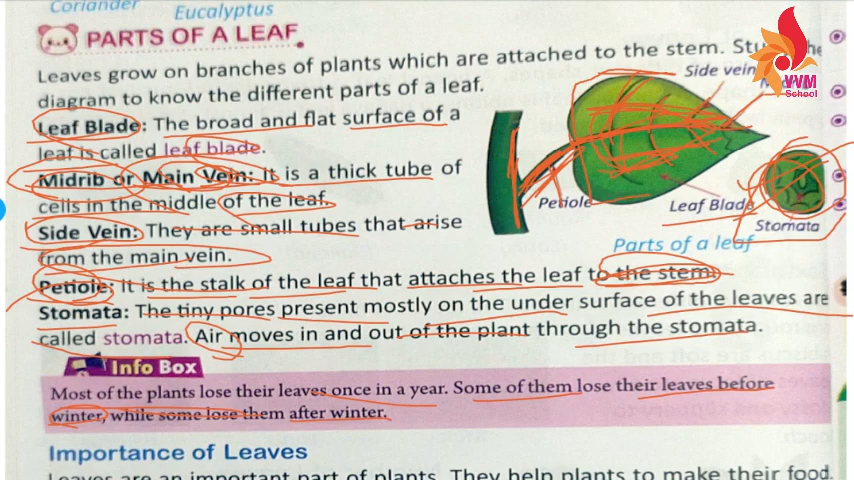 Coriander
Eucalyptus
PARTS OF A LEAF
Leaves grow on branches of plants which are attached to the stem.
diagram to know the different parts of a leaf.
Side vein
VVM
School
Leaf Blade: The broad and flat surface of a
leaf is called leaf blade.
Midrib or Main Vein: It is a thick tube of
cells in the middle of the leaf.
Side Vein: They are small tubes that arise
from the main vein.
Petiole
Leaf Blade
Stomata
Parts of a leaf
Petiole: It is the stalk of the leaf that attaches the leaf to the stem.
Stomata: The tiny pores present mostly on the under surface of the leaves are
called stomata. Air moves in and out of the plant through the stomata.
Info Box
Most of the plants lose their leaves once in a year. Some of them lose their leaves before
winter, while some lose them after winter.
Importance of Leaves
Leaves are an important part of plants. They help plants to make their food.